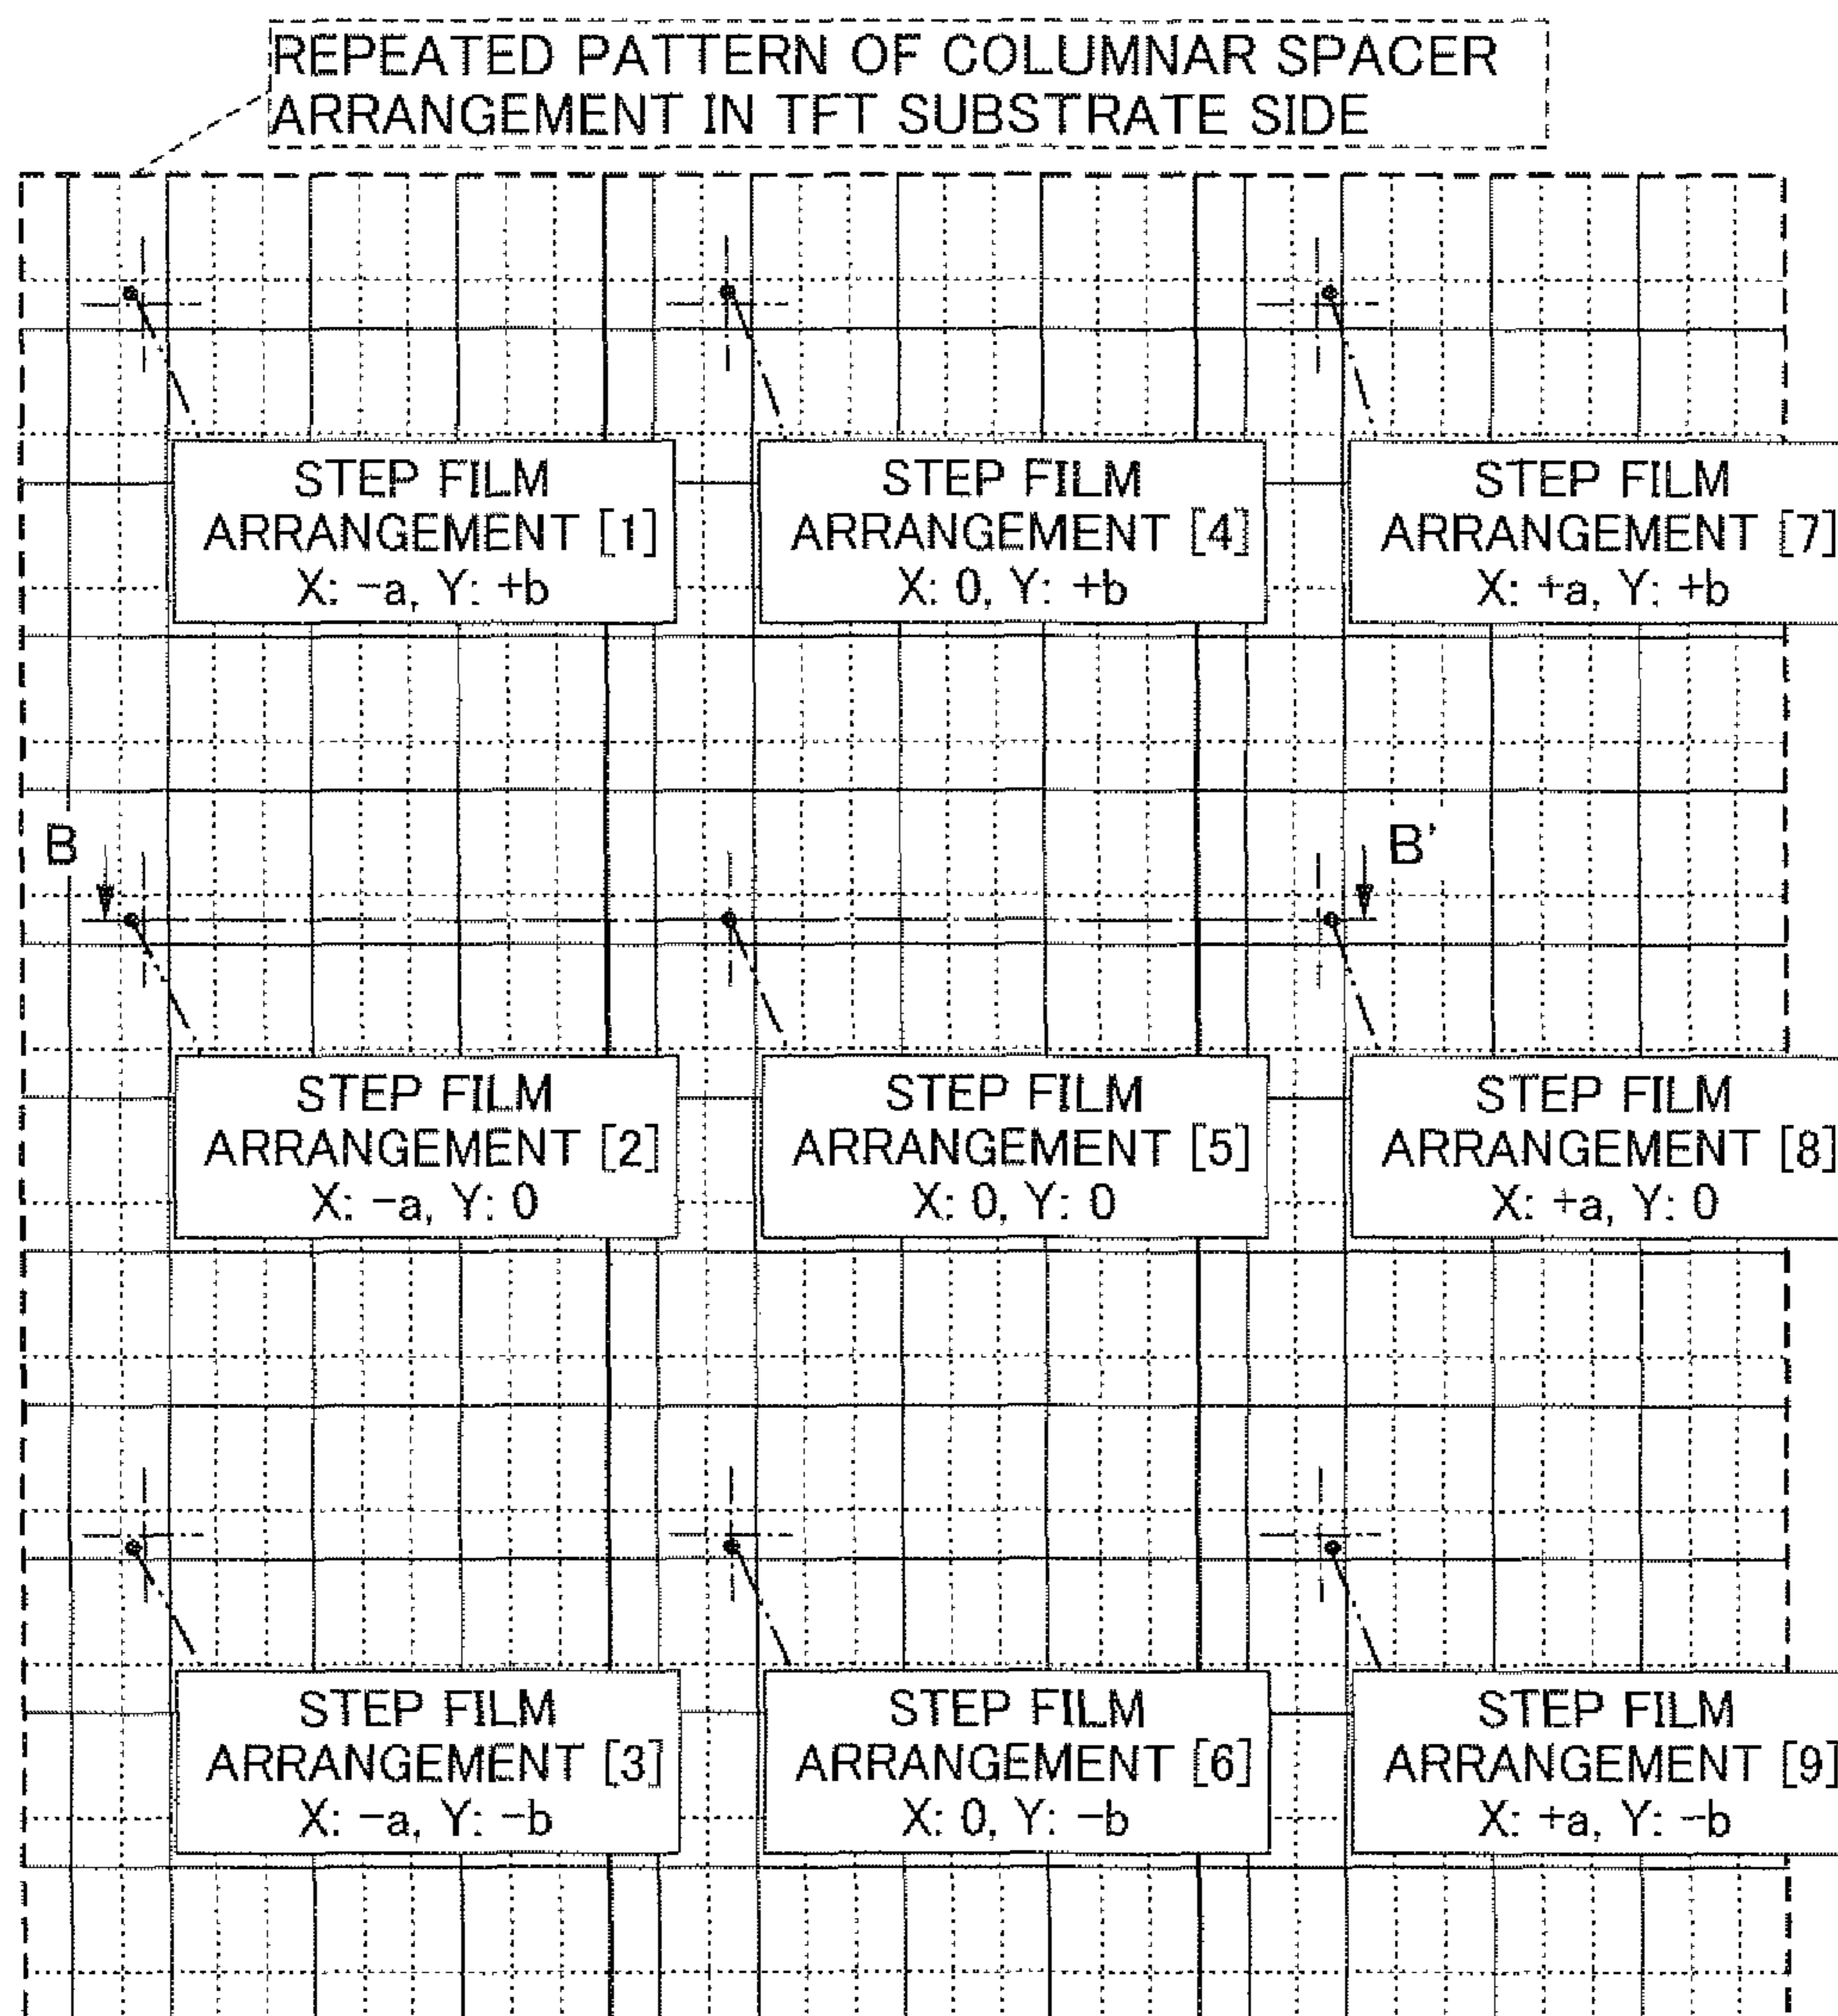 REPEATED PATTERN OF COLUMNAR SPACER
ARRANGEMENT IN TFT SUBSTRATE SIDE
STEP FILM
ARRANGEMENT [1]
X: −a, Y: +b
STEP FILM
ARRANGEMENT [4]
X: 0, Y: +b
STEP FILM
ARRANGEMENT [7]
X: +a, Y: +b
B
B'
STEP FILM
ARRANGEMENT [2]
X: −a, Y: 0
STEP FILM
ARRANGEMENT [5]
X: 0, Y: 0
STEP FILM
ARRANGEMENT [8]
X: +a, Y: 0
STEP FILM
ARRANGEMENT [3]
X: −a, Y: −b
STEP FILM
ARRANGEMENT [6]
X: 0, Y: −b
STEP FILM
ARRANGEMENT [9]
X: +a, Y: −b